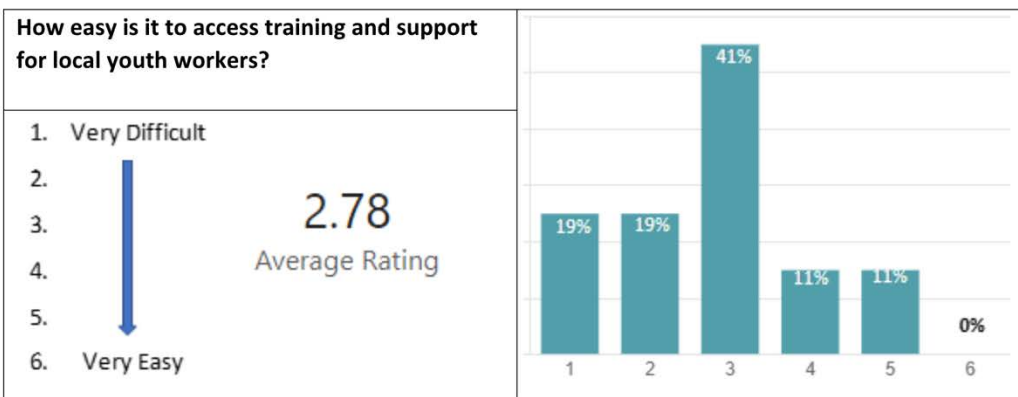 How easy is it to access training and support
for local youth workers?
1. Very Difficult
2.
3.
4.
5.
6. Very Easy
2.78
Average Rating
41%
19%
19%
11%
11%
0%
1 2 3 4 5 6